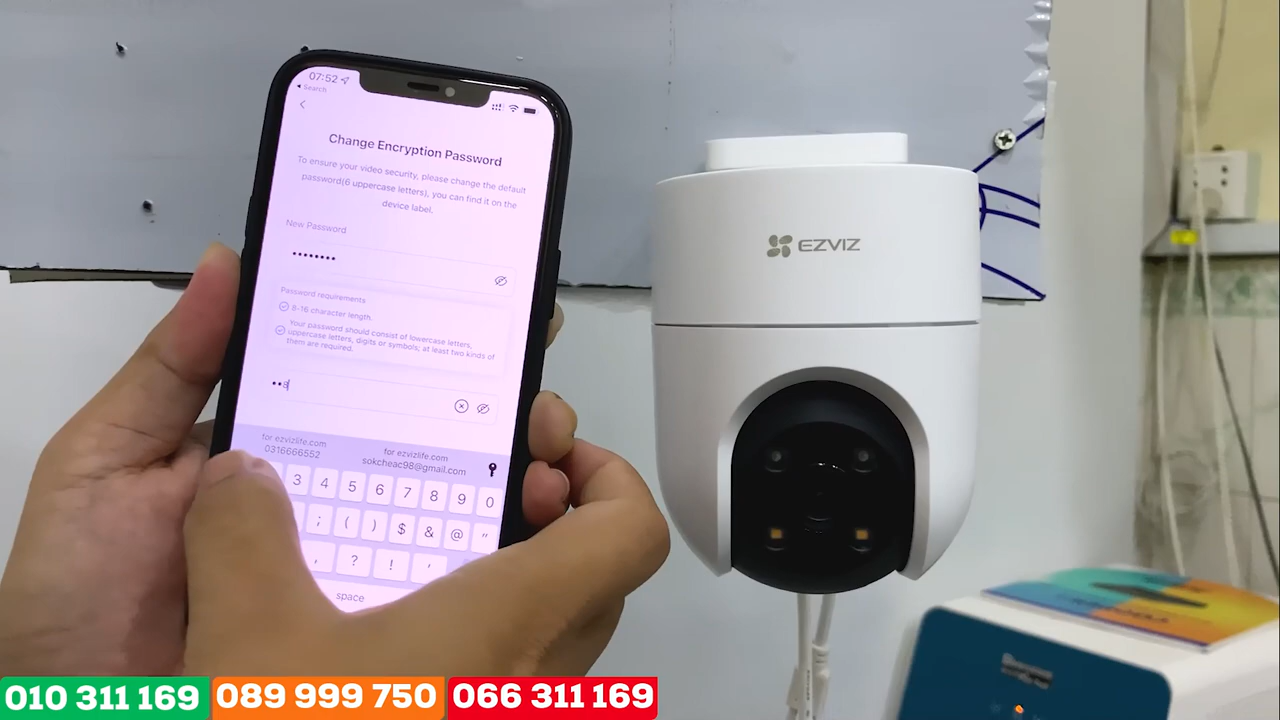 07:52
Search
Change Encryption Password
To ensure your video security, please change the default
password(6 uppercase letters), you can find it on the
device label.
New Password
••••••••
Password requirements
8-16 character length.
Your password should consist of lowercase letters,
uppercase letters, digits or symbols; at least two kinds of
them are required.
••8
for ezvizlife.com
0316666552
for ezvizlife.com
sokcheac98@gmail.com
3 4 5 6 7 8 9 0
; ( ) $ & @ "
, ? ! '
space
EZVIZ
010 311 169
089 999 750
066 311 169